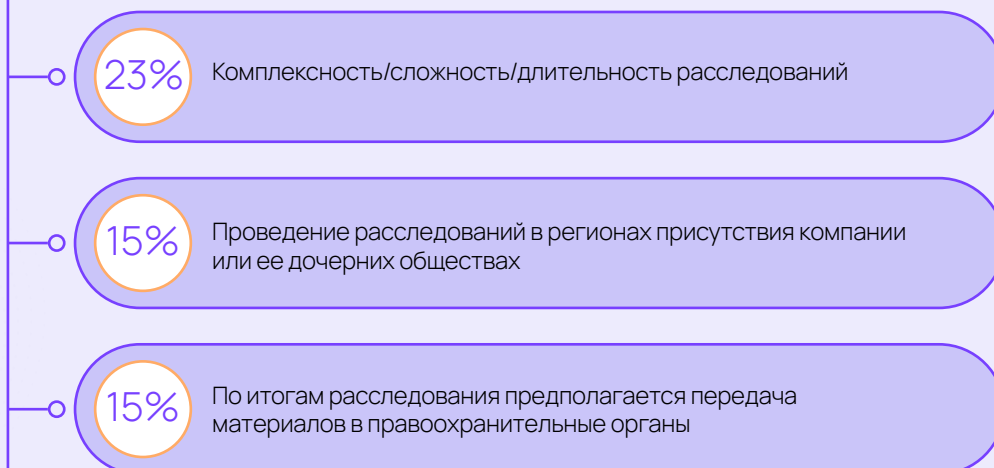 23%
Комплексность/сложность/длительность расследований
15%
Проведение расследований в регионах присутствия компании
или ее дочерних обществах
15%
По итогам расследования предполагается передача
материалов в правоохранительные органы